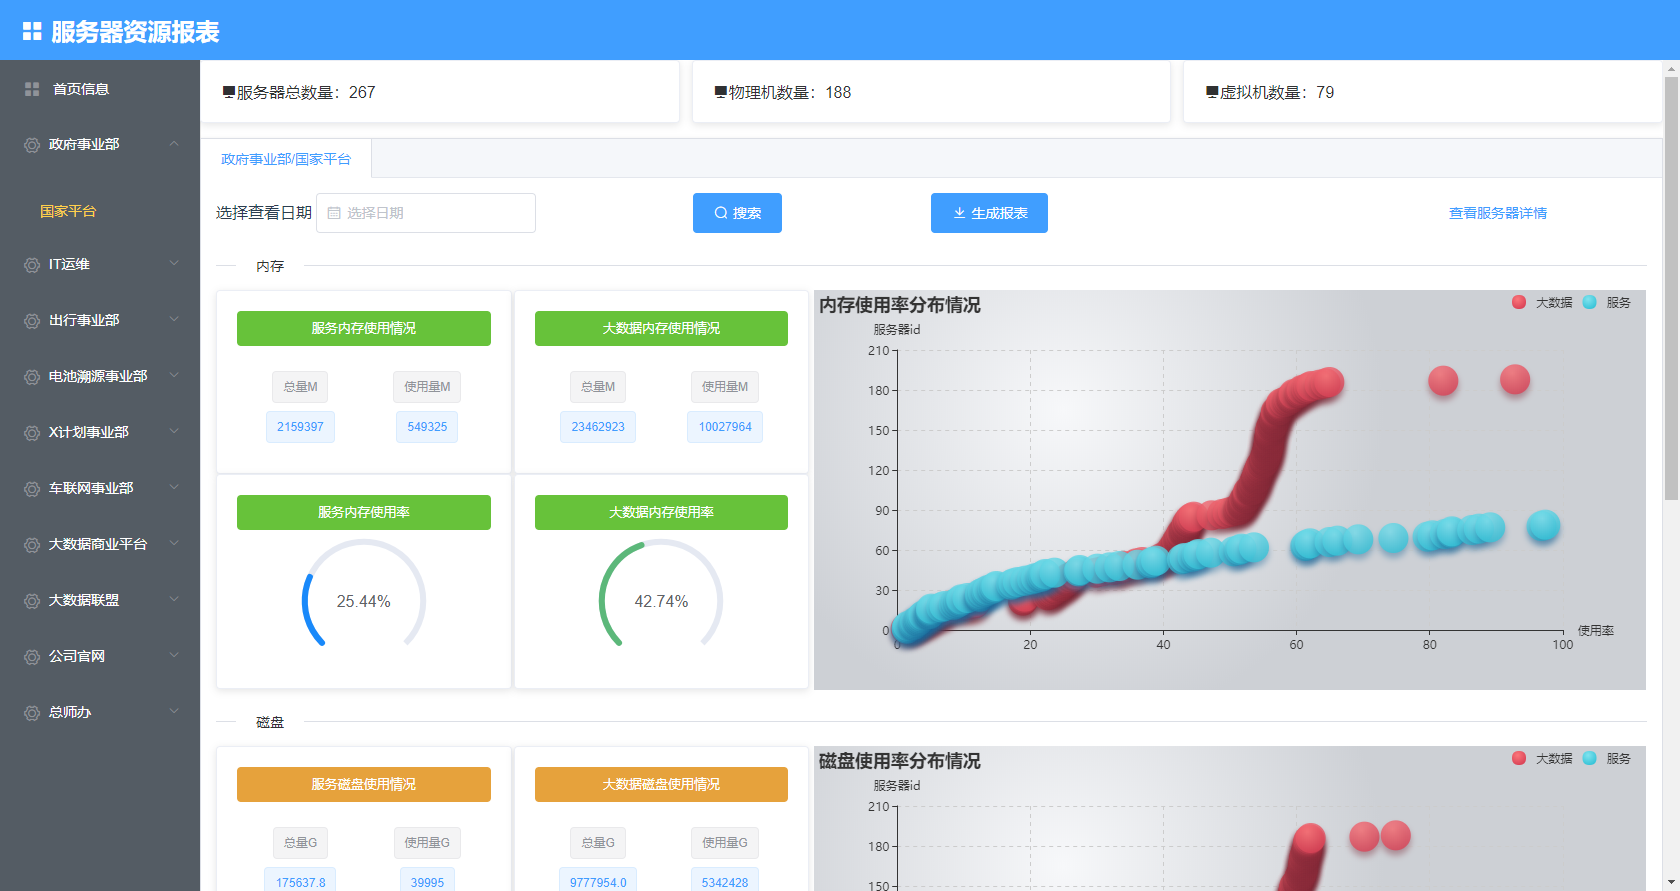 服务器资源报表
首页信息
政府事业部
国家平台
IT运维
出行事业部
电池溯源事业部
X计划事业部
车联网事业部
大数据商业平台
大数据联盟
公司官网
总师办
服务器总数量：267
物理机数量：188
虚拟机数量：79
政府事业部/国家平台
选择查看日期 选择日期 搜索 生成报表 查看服务器详情
内存
服务内存使用情况
总量M 使用量M
2159397 549325
大数据内存使用情况
总量M 使用量M
23462923 10027964
服务内存使用率
25.44%
大数据内存使用率
42.74%
内存使用率分布情况
大数据 服务
服务器id
210
180
150
120
90
60
30
0
0 20 40 60 80 100
使用率
磁盘
服务磁盘使用情况
总量G 使用量G
175637.8 39995
大数据磁盘使用情况
总量G 使用量G
9777954.0 5342428
磁盘使用率分布情况
大数据 服务
服务器id
210
180
150